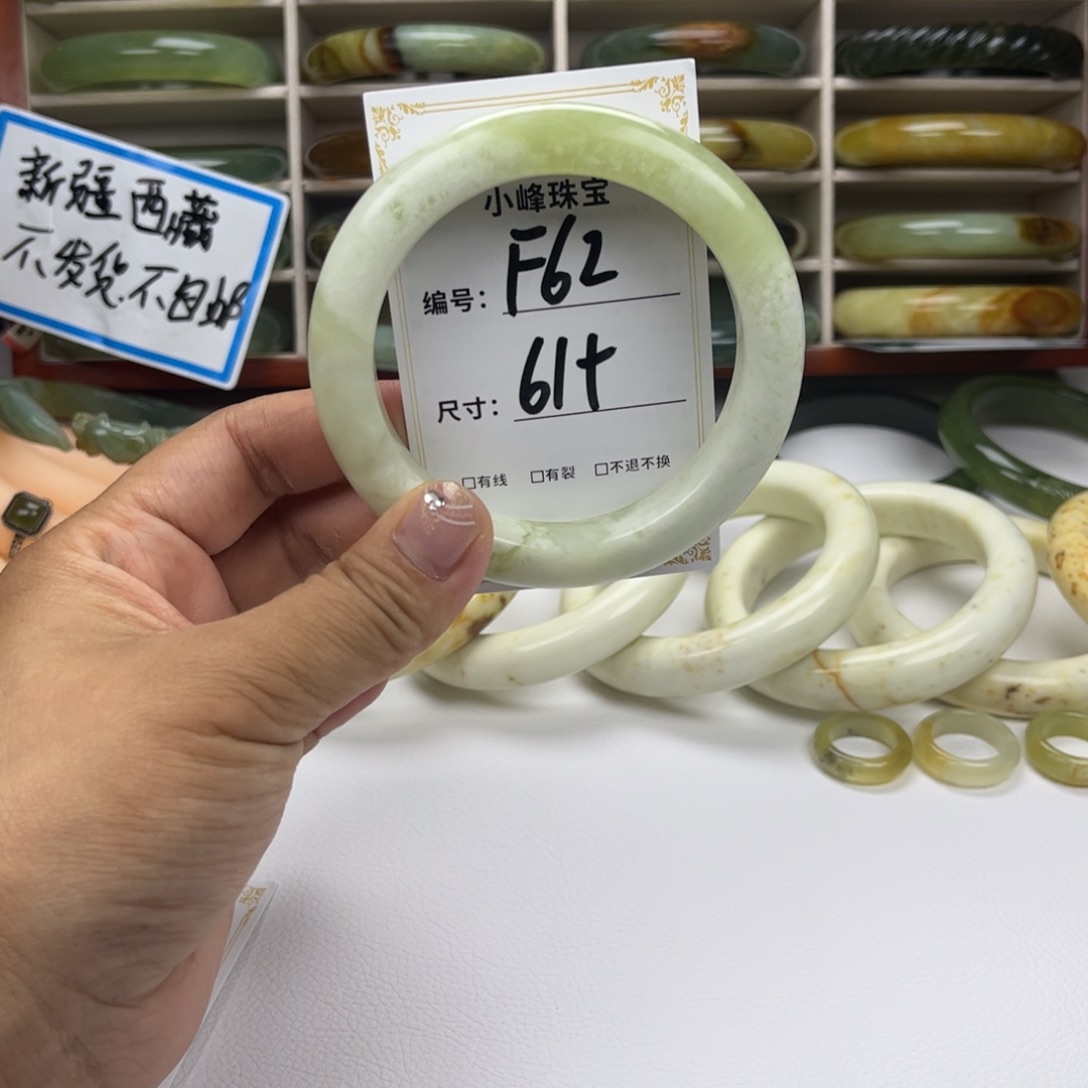 新疆西藏
不发货.不包邮
小峰珠宝
编号: F62
尺寸: 61+
□有线 □有裂 □不退不换